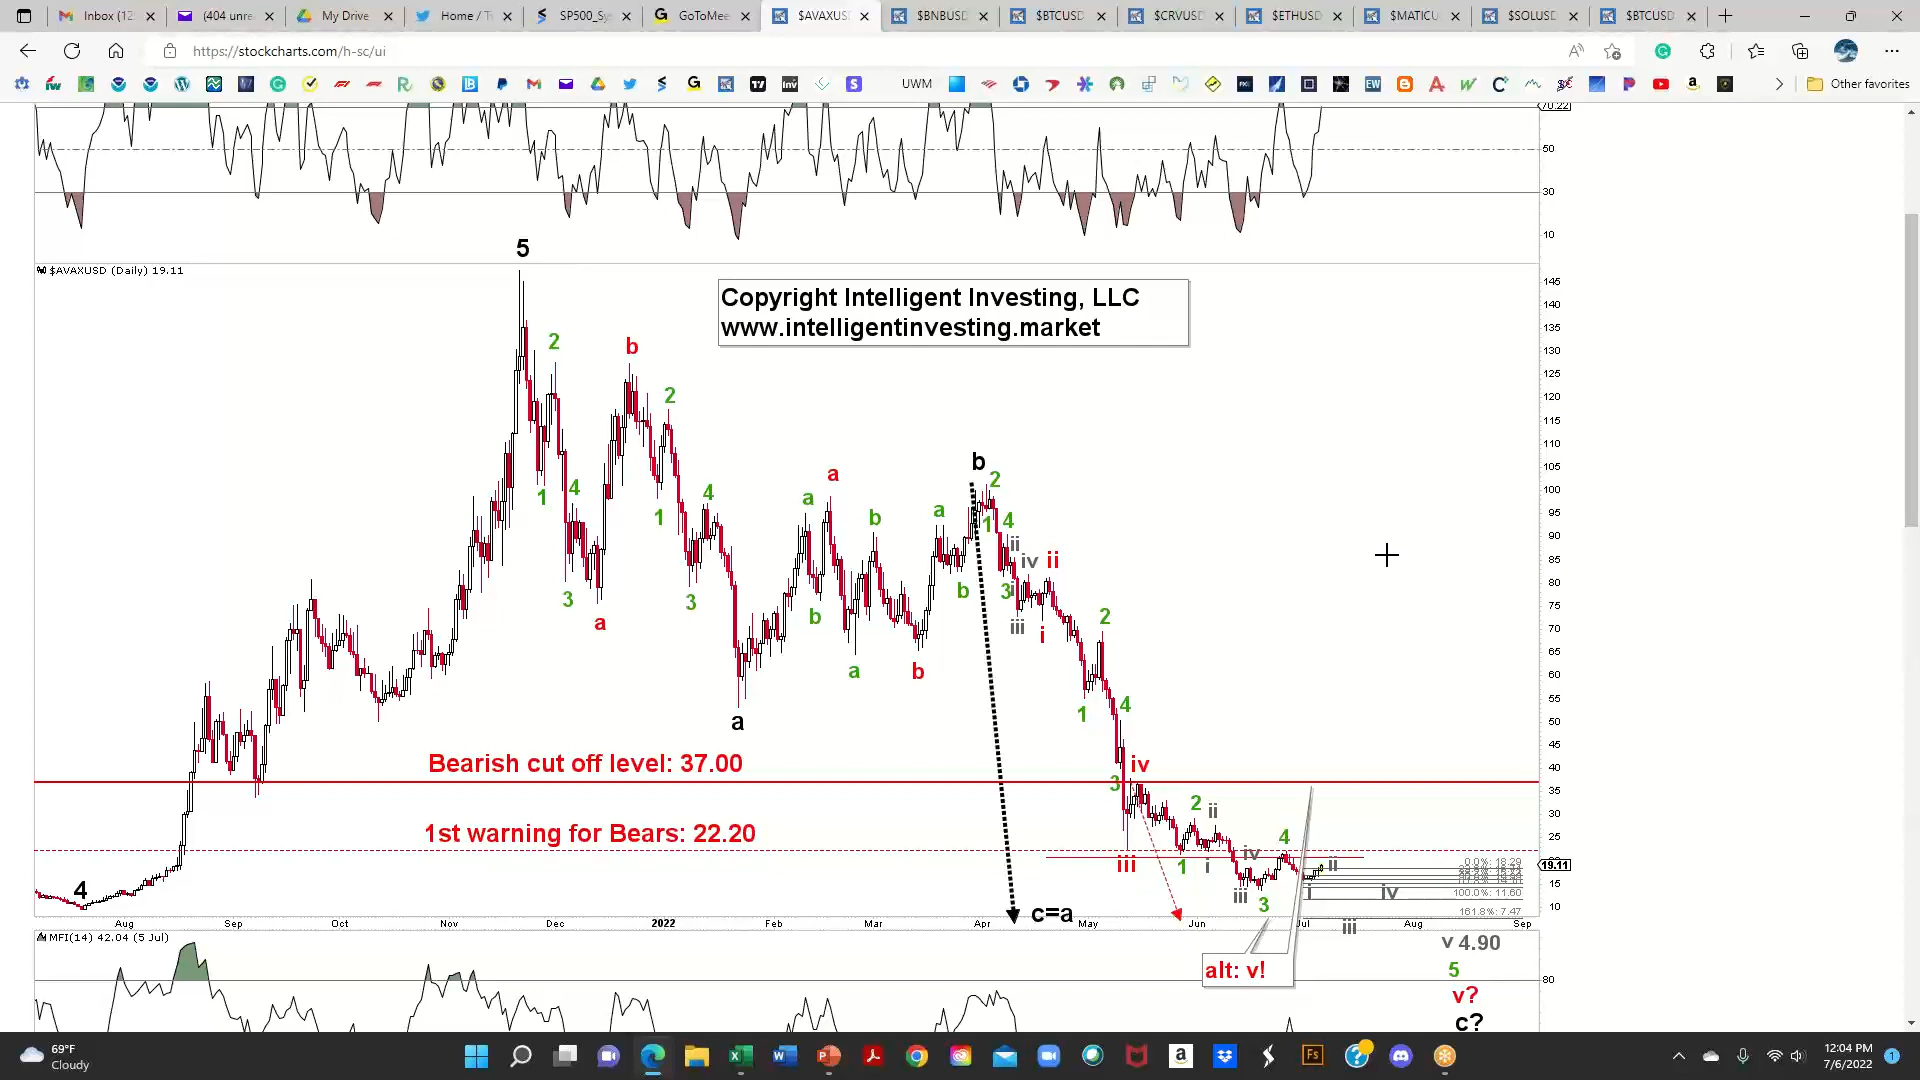 Inbox (12
(404 unre
My Drive
Home / T
SP500_Sy
GoToMee
$AVAXUS
$BNBUSD
$BTCUSD
$CRVUSD
$ETHUSD
$MATICU
$SOLUSD
$BTCUSD
https://stockcharts.com/h-sc/ui
UWM
Other favorites
70.22
50
30
10
$AVAXUSD (Daily) 19.11
Copyright Intelligent Investing, LLC
www.intelligentinvesting.market
5
2
b
2
1
4
3
a
1
4
3
a
a
a
b
b
a
b
a
b
b
2
1
4
ii
iv
ii
3
i
iii
i
2
1
4
3
iv
iii
2
ii
1
i
iv
iii
4
3
ii
i
iv
iii
4
145
140
135
130
125
120
115
110
105
100
95
90
85
80
75
70
65
60
55
50
45
40
35
30
25
19.11
15
10
Bearish cut off level: 37.00
1st warning for Bears: 22.20
0.0%: 18.29
100.0%: 11.60
161.8%: 7.47
c=a
Aug
Sep
Oct
Nov
Dec
2022
Feb
Mar
Apr
May
Jun
Jul
Aug
Sep
MFI(14) 42.04 (5 Jul)
alt: v!
v 4.90
5
v?
c?
80
69°F
Cloudy
12:04 PM
7/6/2022
1